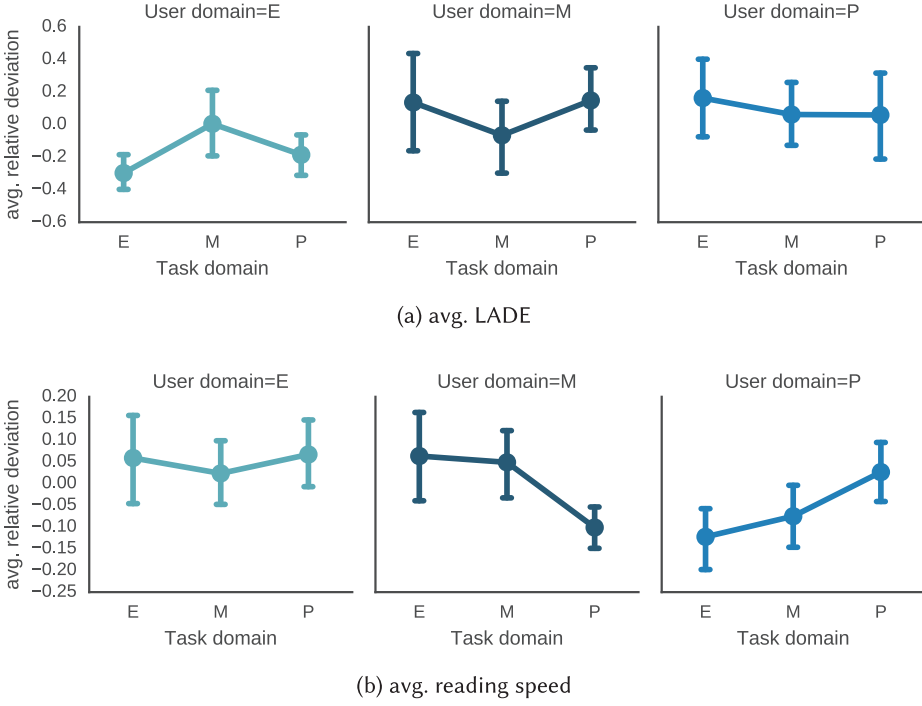 User domain=E User domain=M User domain=P
avg. relative deviation
0.6
0.4
0.2
0.0
−0.2
−0.4
−0.6
E M P E M P E M P
Task domain Task domain Task domain
(a) avg. LADE
User domain=E User domain=M User domain=P
avg. relative deviation
0.20
0.15
0.10
0.05
0.00
−0.05
−0.10
−0.15
−0.20
−0.25
E M P E M P E M P
Task domain Task domain Task domain
(b) avg. reading speed